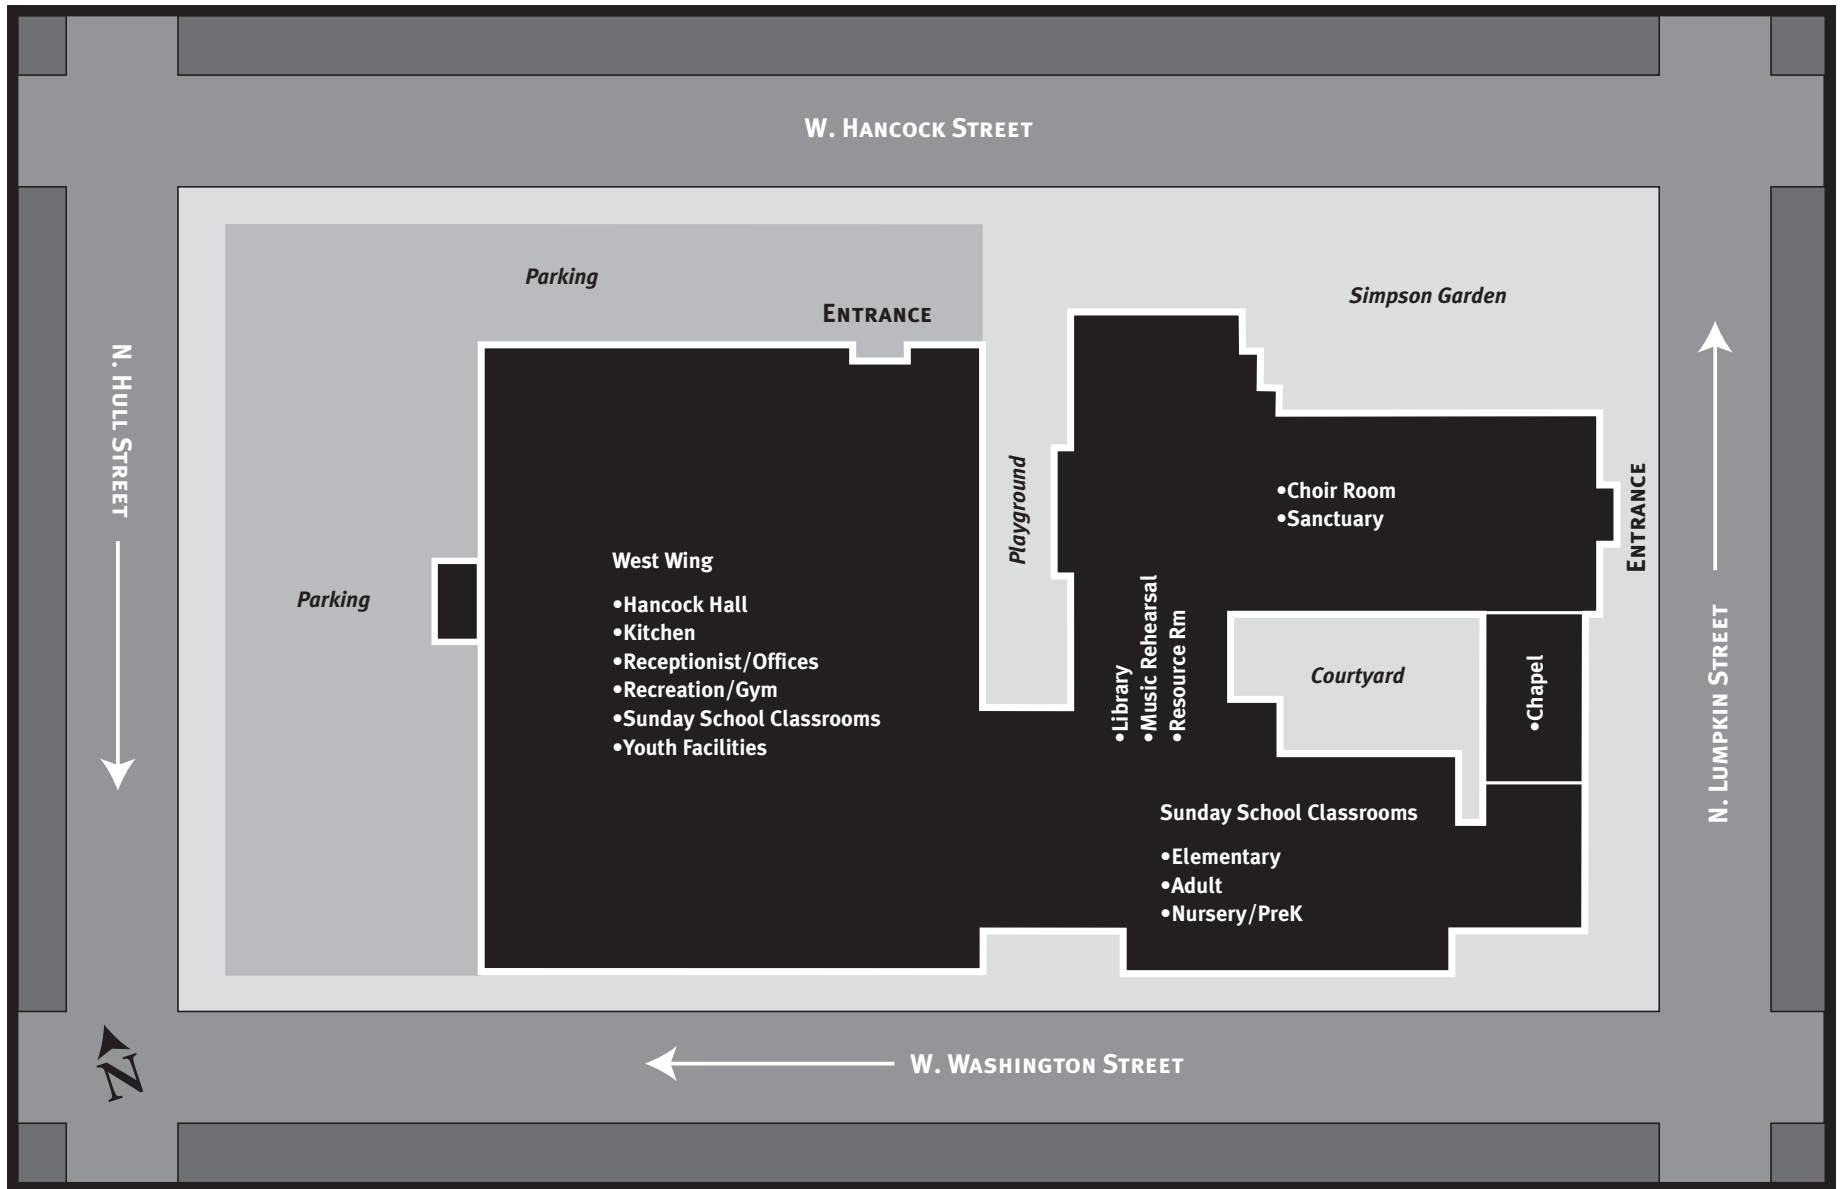 W. Hancock Street
Parking
Entrance
Simpson Garden
N. Hull Street
Parking
West Wing
•Hancock Hall
•Kitchen
•Receptionist/Offices
•Recreation/Gym
•Sunday School Classrooms
•Youth Facilities
Playground
•Choir Room
•Sanctuary
Entrance
•Library
•Music Rehearsal
•Resource Rm
Courtyard
•Chapel
Sunday School Classrooms
•Elementary
•Adult
•Nursery/PreK
N. Lumpkin Street
W. Washington Street
N